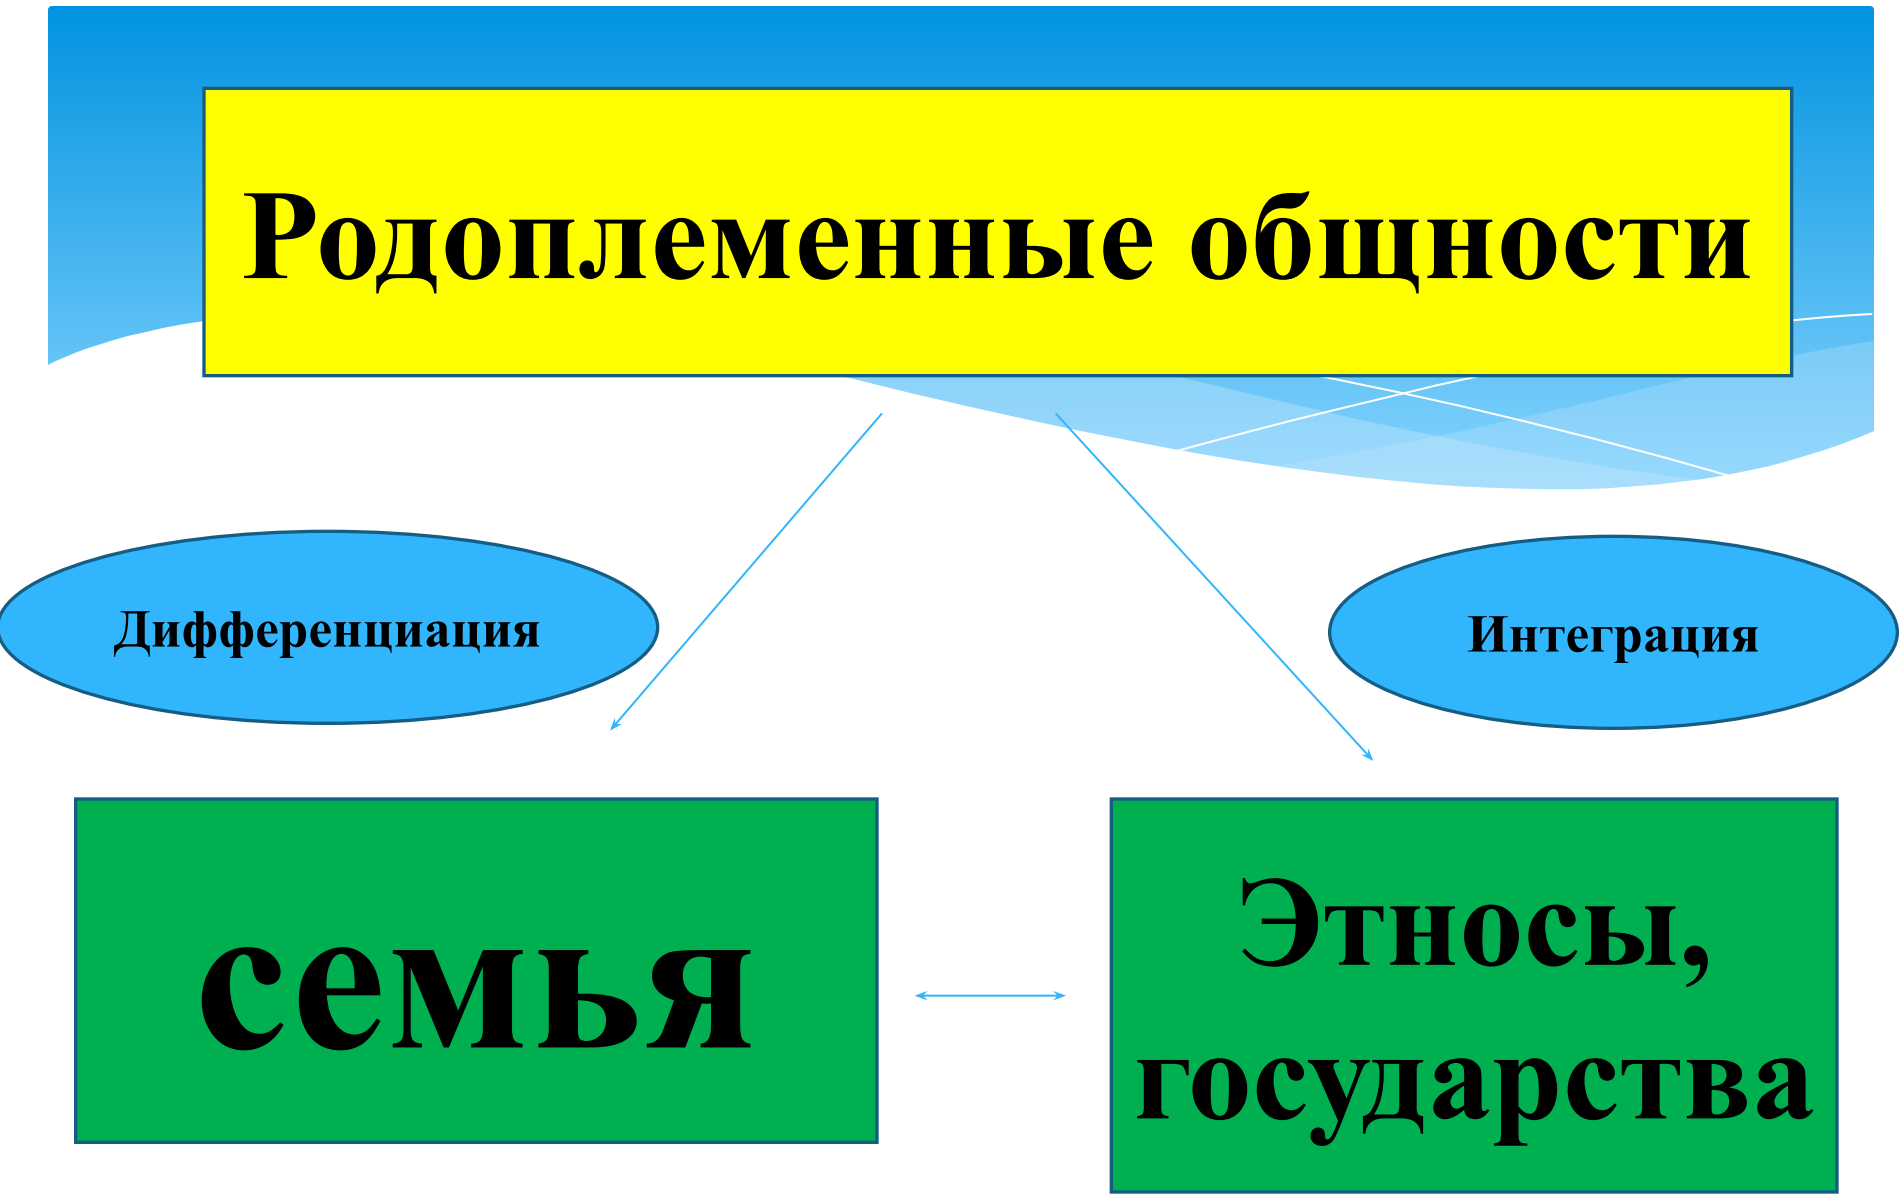 Родоплеменные общности
Дифференциация
Интеграция
семья
Этносы,
государства